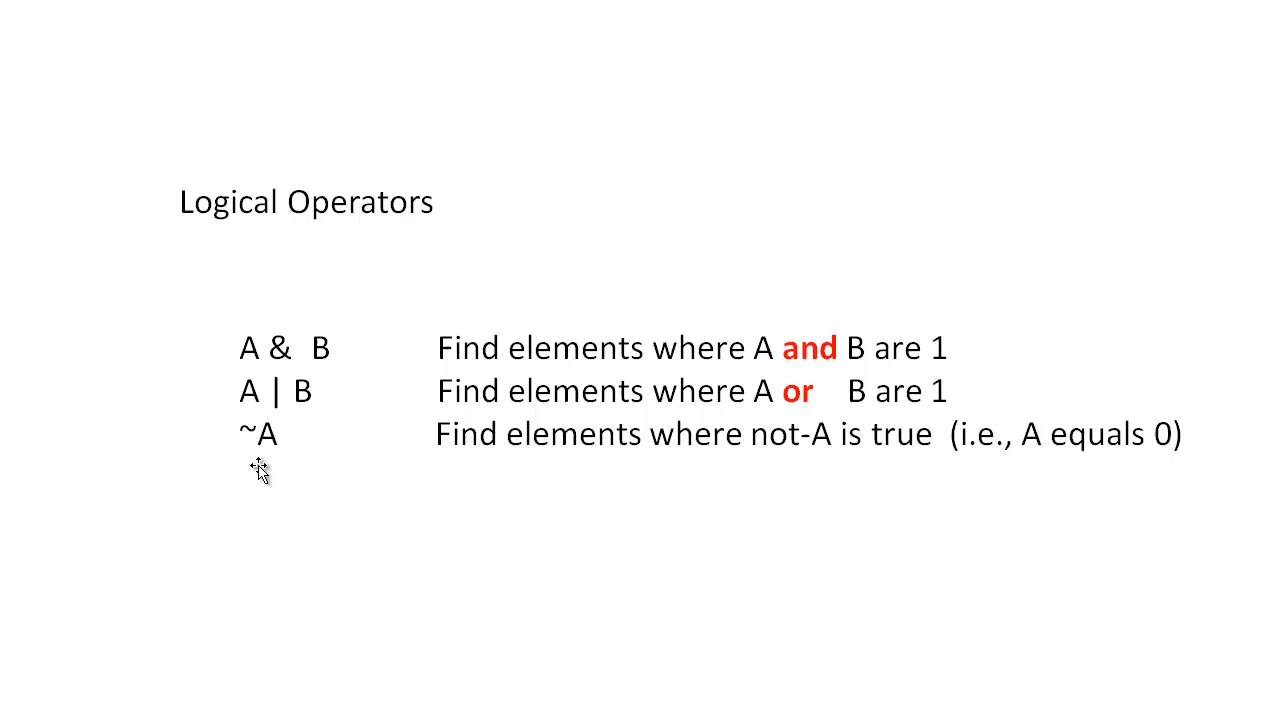 Logical Operators
A & B Find elements where A and B are 1
A | B Find elements where A or B are 1
~A Find elements where not-A is true (i.e., A equals 0)